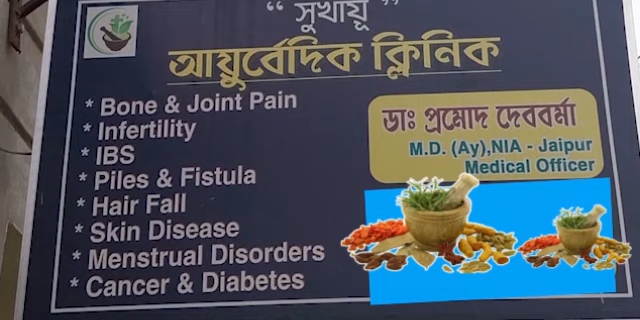 “ সুখায়ূ ”
আয়ুর্বেদিক ক্লিনিক
* Bone & Joint Pain
* Infertility
* IBS
* Piles & Fistula
* Hair Fall
* Skin Disease
* Menstrual Disorders
* Cancer & Diabetes
ডাঃ প্রমোদ দেববর্মা
M.D. (Ay),NIA - Jaipur
Medical Officer